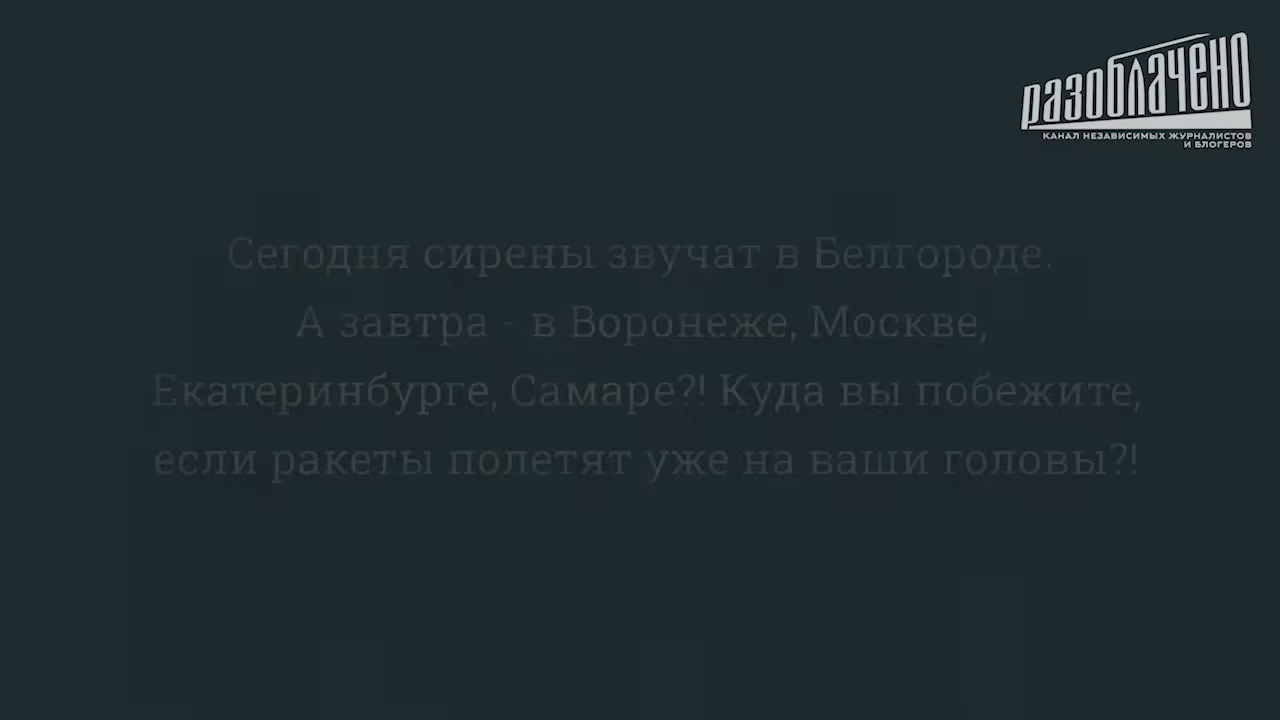 разоблачено
КАНАЛ НЕЗАВИСИМЫХ ЖУРНАЛИСТОВ
И БЛОГЕРОВ
Сегодня сирены звучат в Белгороде.
А завтра - в Воронеже, Москве,
Екатеринбурге, Самаре?! Куда вы побежите,
если ракеты полетят уже на ваши головы?!